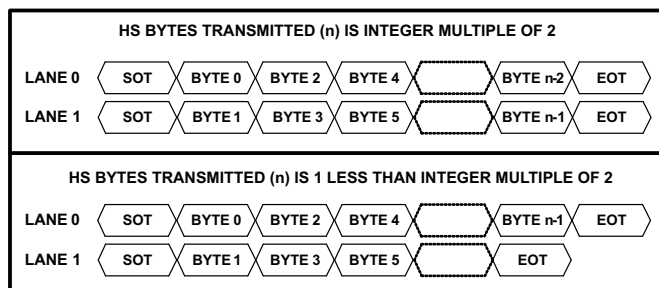 HS BYTES TRANSMITTED (n) IS INTEGER MULTIPLE OF 2
LANE 0 SOT BYTE 0 BYTE 2 BYTE 4 BYTE n-2 EOT
LANE 1 SOT BYTE 1 BYTE 3 BYTE 5 BYTE n-1 EOT
HS BYTES TRANSMITTED (n) IS 1 LESS THAN INTEGER MULTIPLE OF 2
LANE 0 SOT BYTE 0 BYTE 2 BYTE 4 BYTE n-1 EOT
LANE 1 SOT BYTE 1 BYTE 3 BYTE 5 EOT